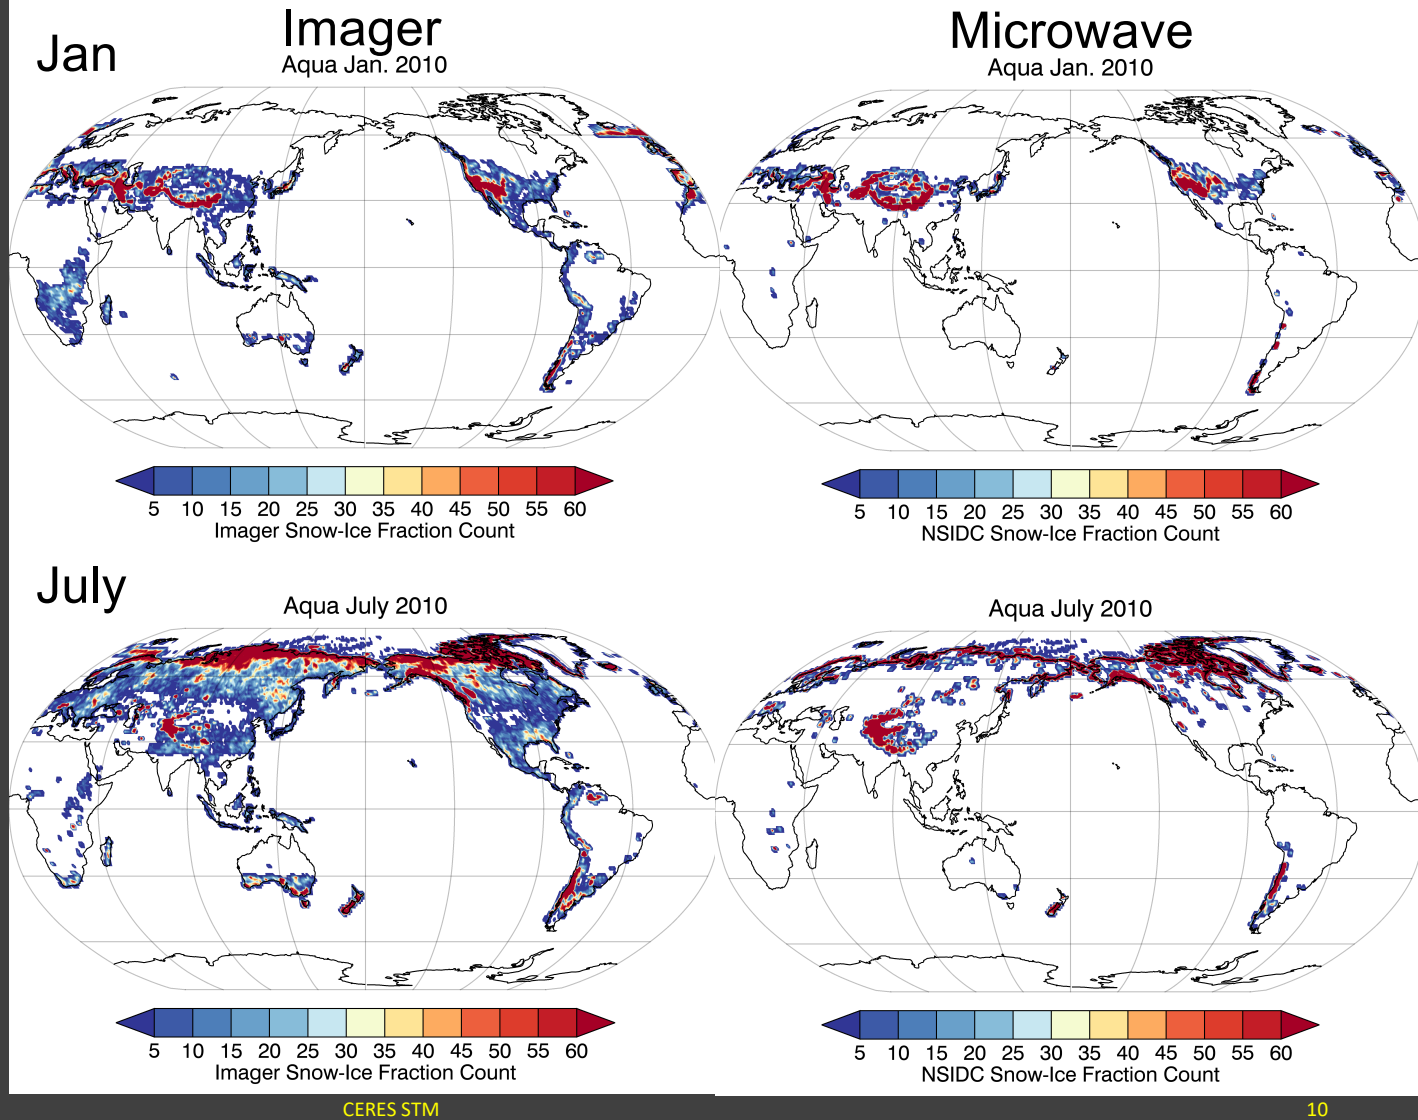 Jan
Imager
Aqua Jan. 2010
Microwave
Aqua Jan. 2010
5 10 15 20 25 30 35 40 45 50 55 60
Imager Snow-Ice Fraction Count
5 10 15 20 25 30 35 40 45 50 55 60
NSIDC Snow-Ice Fraction Count
July
Aqua July 2010
Aqua July 2010
5 10 15 20 25 30 35 40 45 50 55 60
Imager Snow-Ice Fraction Count
5 10 15 20 25 30 35 40 45 50 55 60
NSIDC Snow-Ice Fraction Count
CERES STM
10